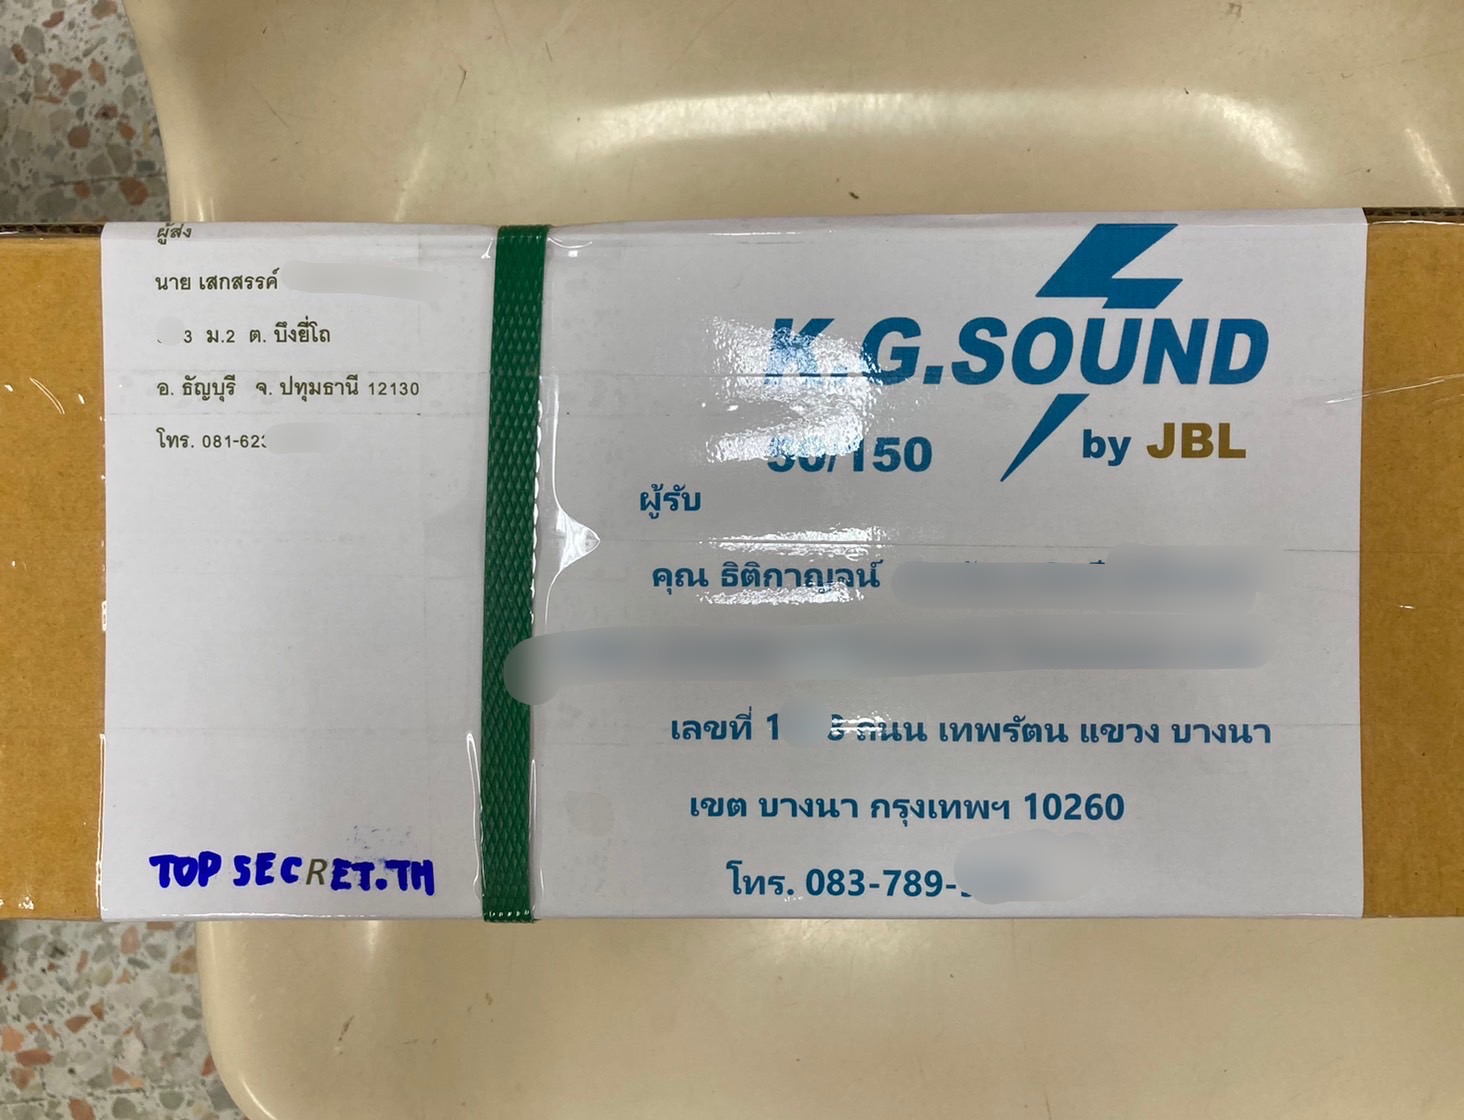 ผู้ส่ง
นาย เสกสรรค์
3 ม.2 ต. บึงยี่โถ
อ. ธัญบุรี จ. ปทุมธานี 12130
โทร. 081-62
TOP SECRET.TH
K.G.SOUND
by JBL
50/150
ผู้รับ
คุณ ธิติกาญจน์
เลขที่ 1 3 ถนน เทพรัตน แขวง บางนา
เขต บางนา กรุงเทพฯ 10260
โทร. 083-789-